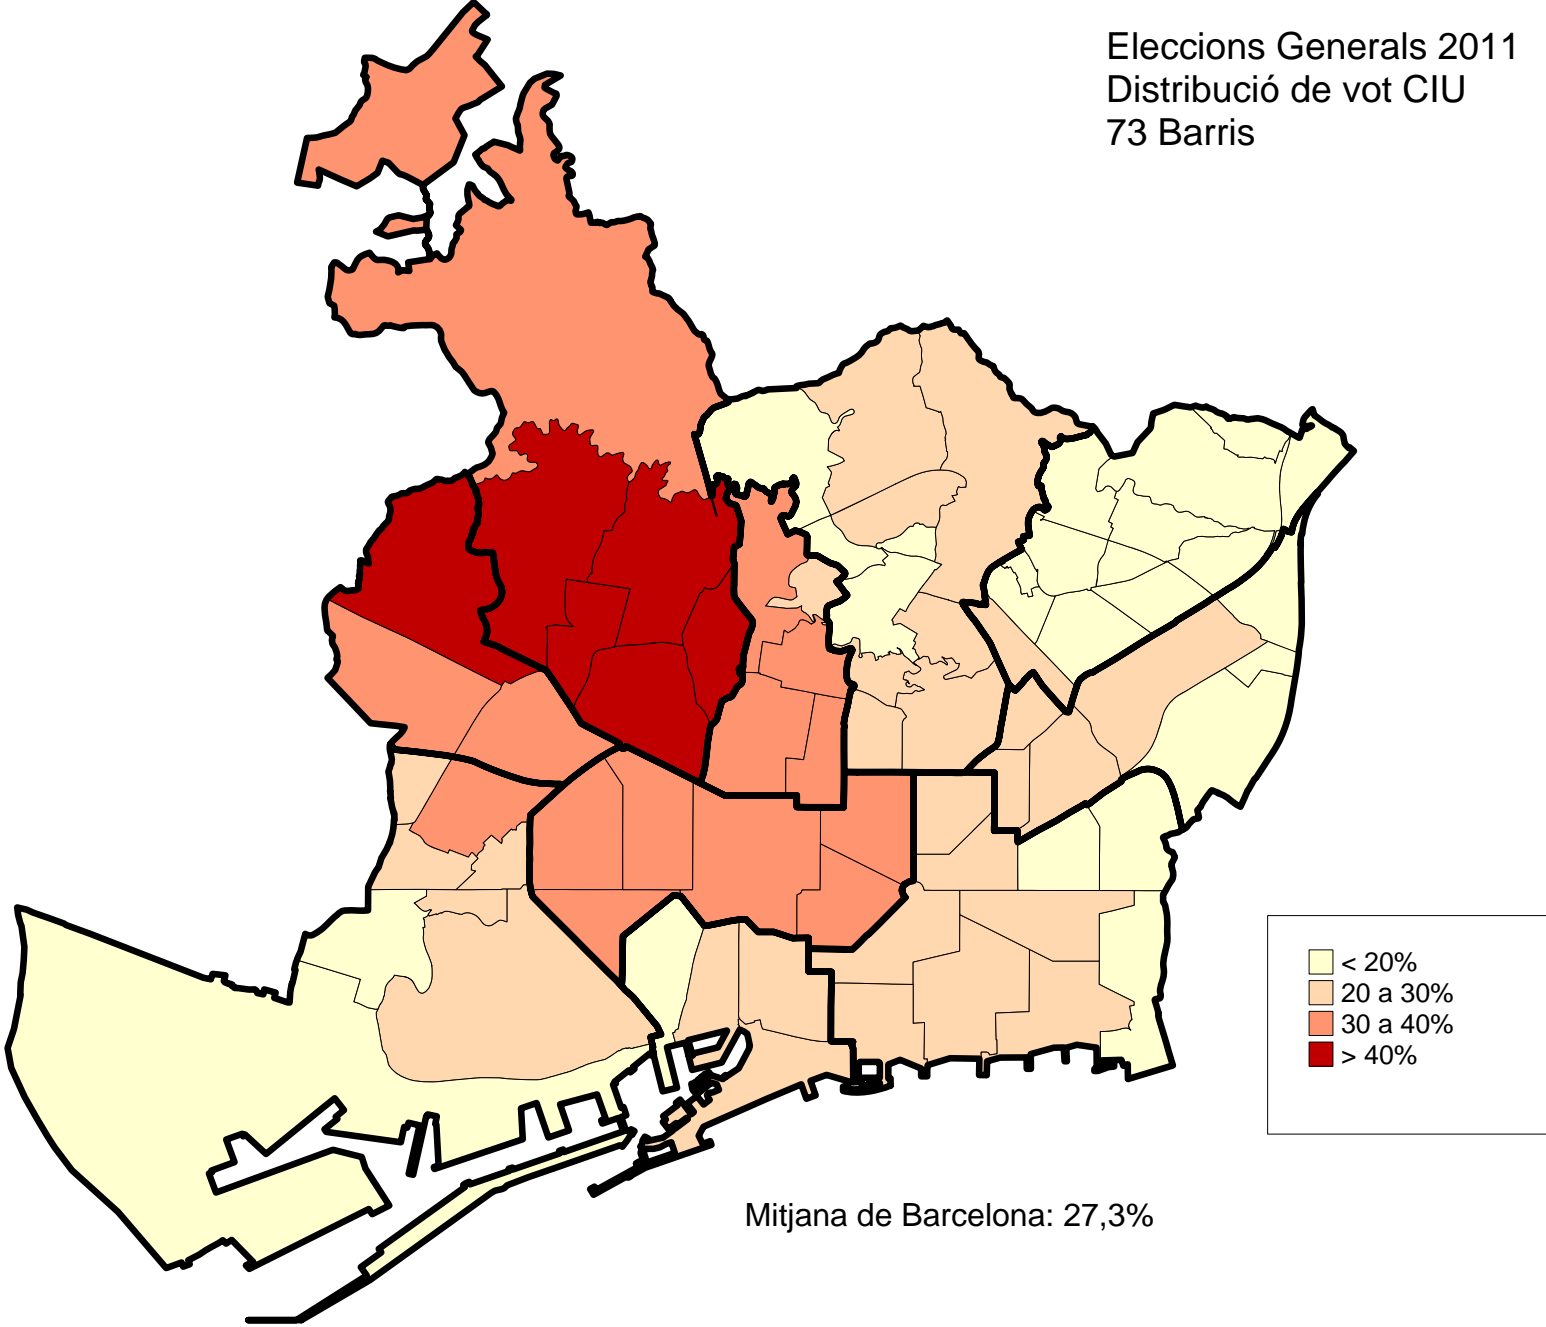 Eleccions Generals 2011
Distribució de vot CIU
73 Barris
< 20%
20 a 30%
30 a 40%
> 40%
Mitjana de Barcelona: 27,3%